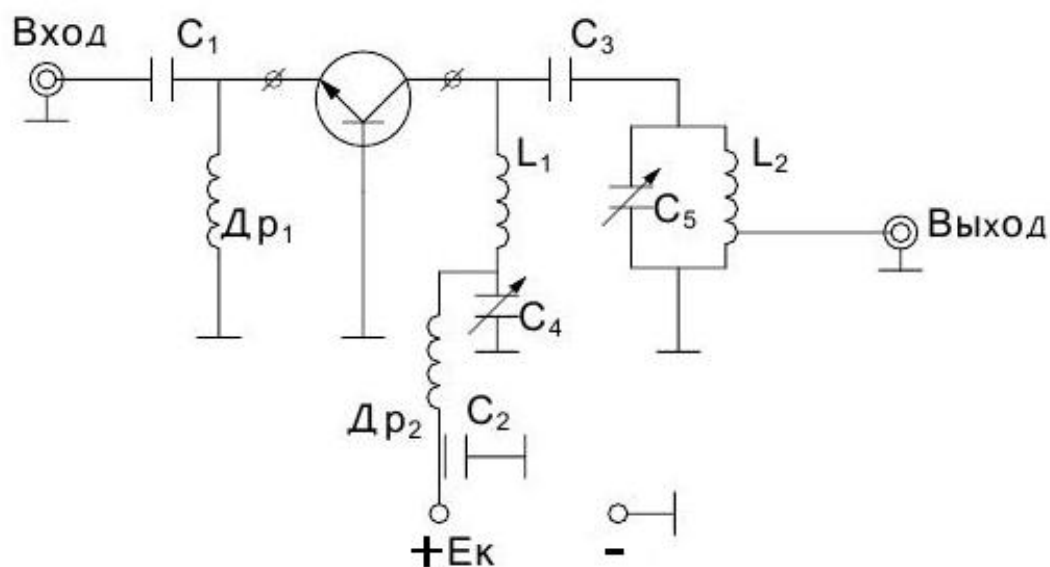 Вход
C₁
C₃
L₁
L₂
Др₁
C₅
Выход
C₄
Др₂
C₂
+Ек
-